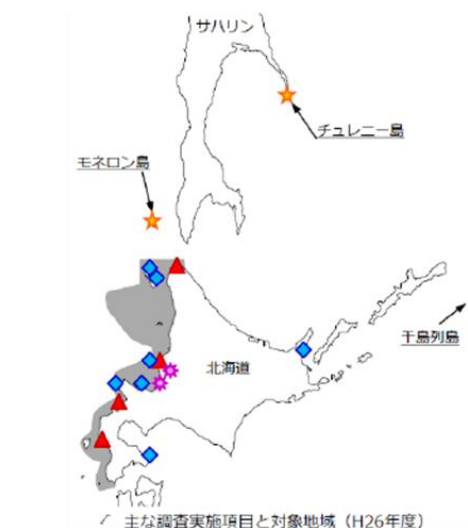 サハリン
チュレニー島
モネロン島
千島列島
北海道
主な調査実施項目と対象地域（H26年度）